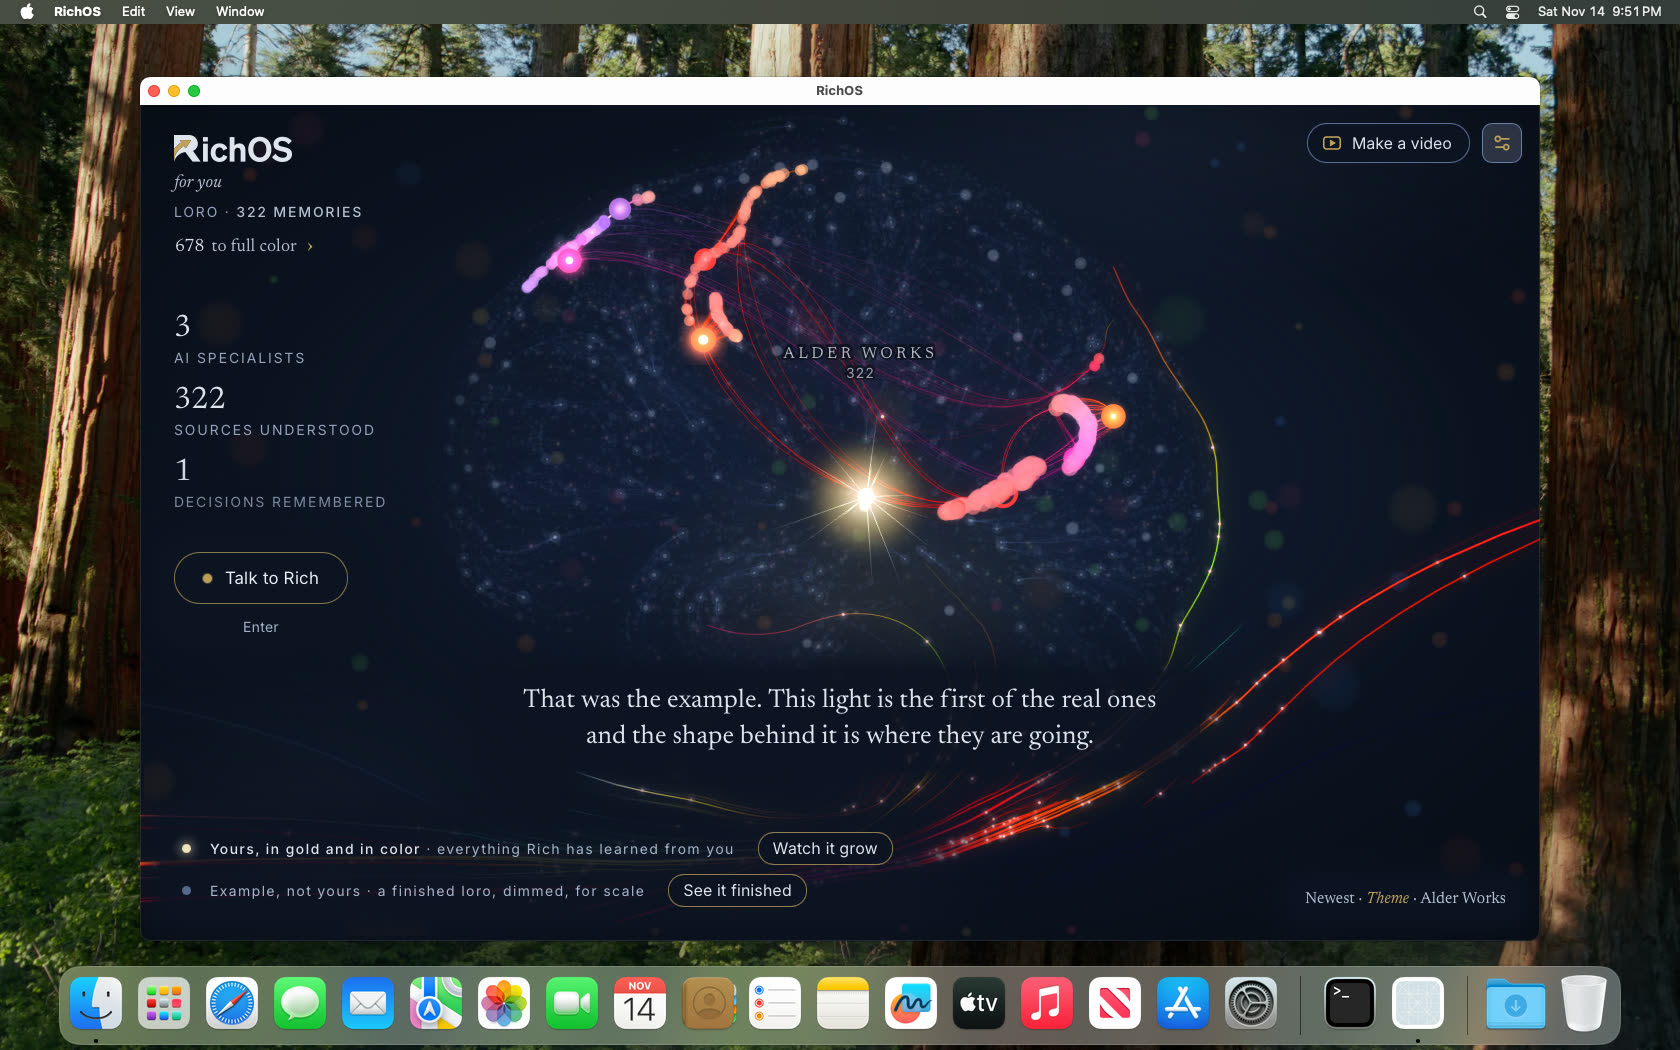 RichOS Edit View Window
Sat Nov 14 9:51 PM
RichOS
RichOS
for you
LORO · 322 MEMORIES
678 to full color ›
3
AI SPECIALISTS
322
SOURCES UNDERSTOOD
1
DECISIONS REMEMBERED
Talk to Rich
Enter
Make a video
ALDER WORKS
322
That was the example. This light is the first of the real ones
and the shape behind it is where they are going.
Yours, in gold and in color · everything Rich has learned from you
Watch it grow
Example, not yours · a finished loro, dimmed, for scale
See it finished
Newest · Theme · Alder Works
NOV
14
tv
>_